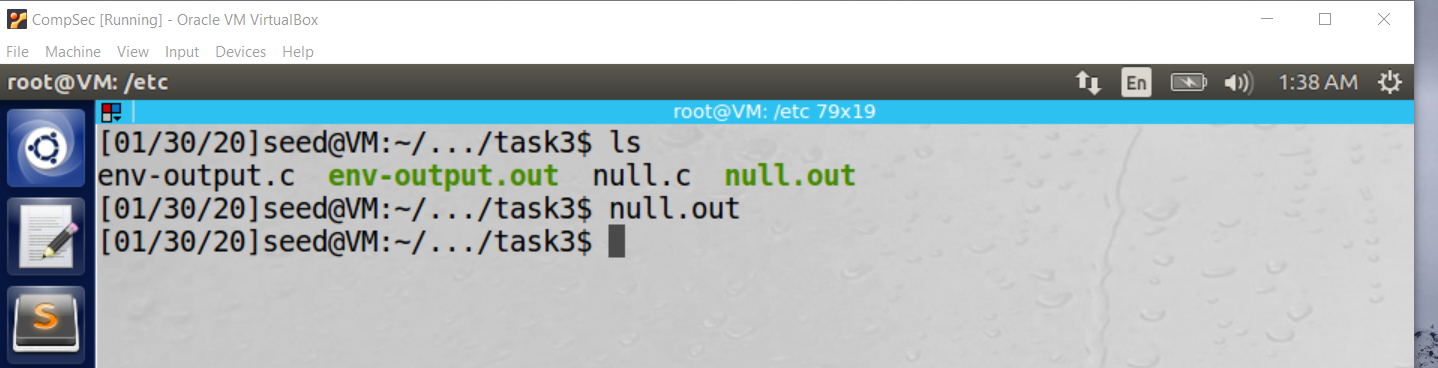 CompSec [Running] - Oracle VM VirtualBox
File Machine View Input Devices Help
root@VM: /etc En 1:38 AM
root@VM: /etc 79x19
[01/30/20]seed@VM:~/.../task3$ ls
env-output.c env-output.out null.c null.out
[01/30/20]seed@VM:~/.../task3$ null.out
[01/30/20]seed@VM:~/.../task3$
S